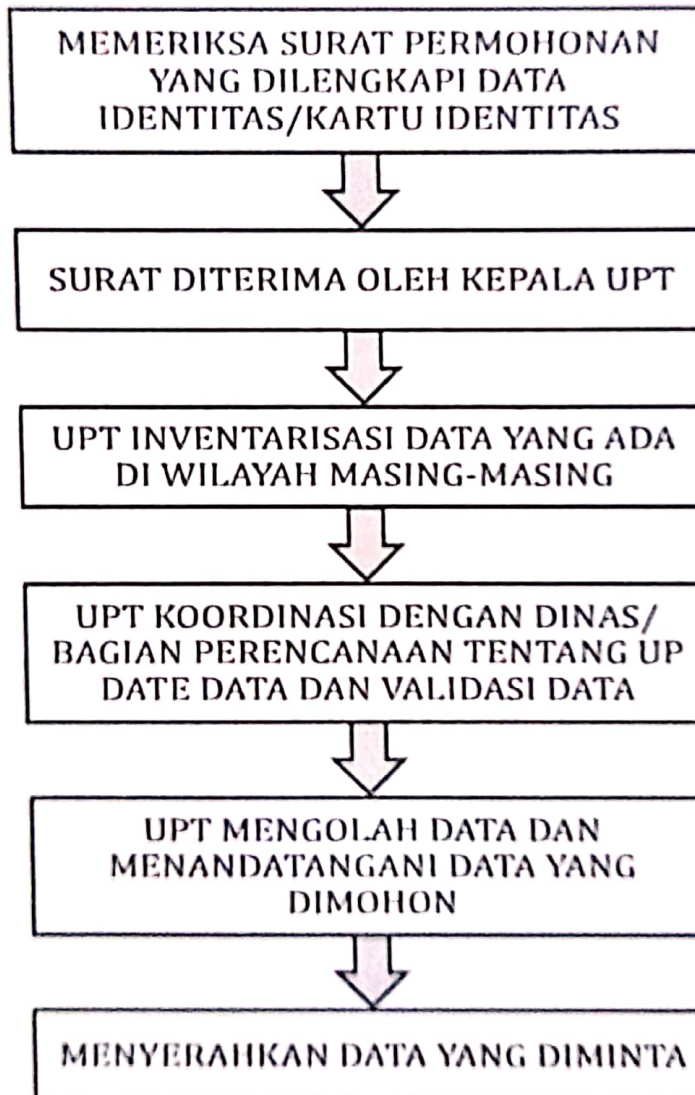 MEMERIKSA SURAT PERMOHONAN
YANG DILENGKAPI DATA
IDENTITAS/KARTU IDENTITAS
SURAT DITERIMA OLEH KEPALA UPT
UPT INVENTARISASI DATA YANG ADA
DI WILAYAH MASING-MASING
UPT KOORDINASI DENGAN DINAS/
BAGIAN PERENCANAAN TENTANG UP
DATE DATA DAN VALIDASI DATA
UPT MENGOLAH DATA DAN
MENANDATANGANI DATA YANG
DIMOHON
MENYERAHKAN DATA YANG DIMINTA